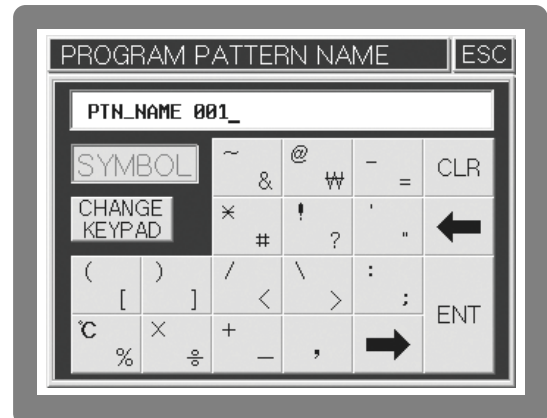 PROGRAM PATTERN NAME ESC
PTN_NAME 001_
SYMBOL ~ & @ ₩ - = CLR
CHANGE KEYPAD * # ! ? ' "
( [ ) ] / < \ > : ; ENT
℃ % × ÷ + _ ,